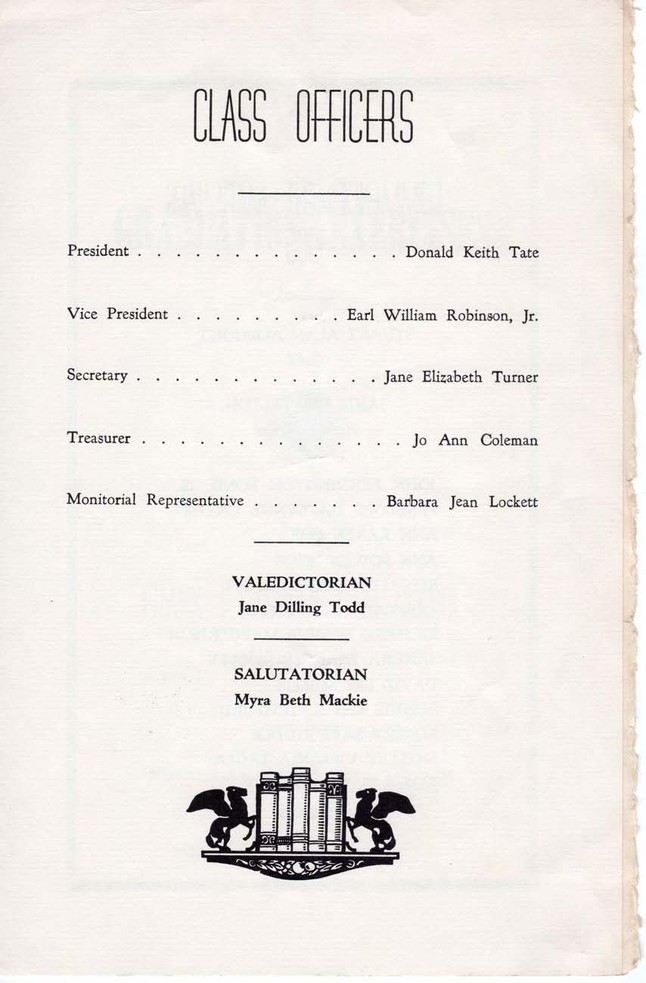 CLASS OFFICERS
President . . . . . . . . . . . . . . Donald Keith Tate
Vice President . . . . . . . . . Earl William Robinson, Jr.
Secretary . . . . . . . . . . . . . Jane Elizabeth Turner
Treasurer . . . . . . . . . . . . . . Jo Ann Coleman
Monitorial Representative . . . . . . . Barbara Jean Lockett
VALEDICTORIAN
Jane Dilling Todd
SALUTATORIAN
Myra Beth Mackie